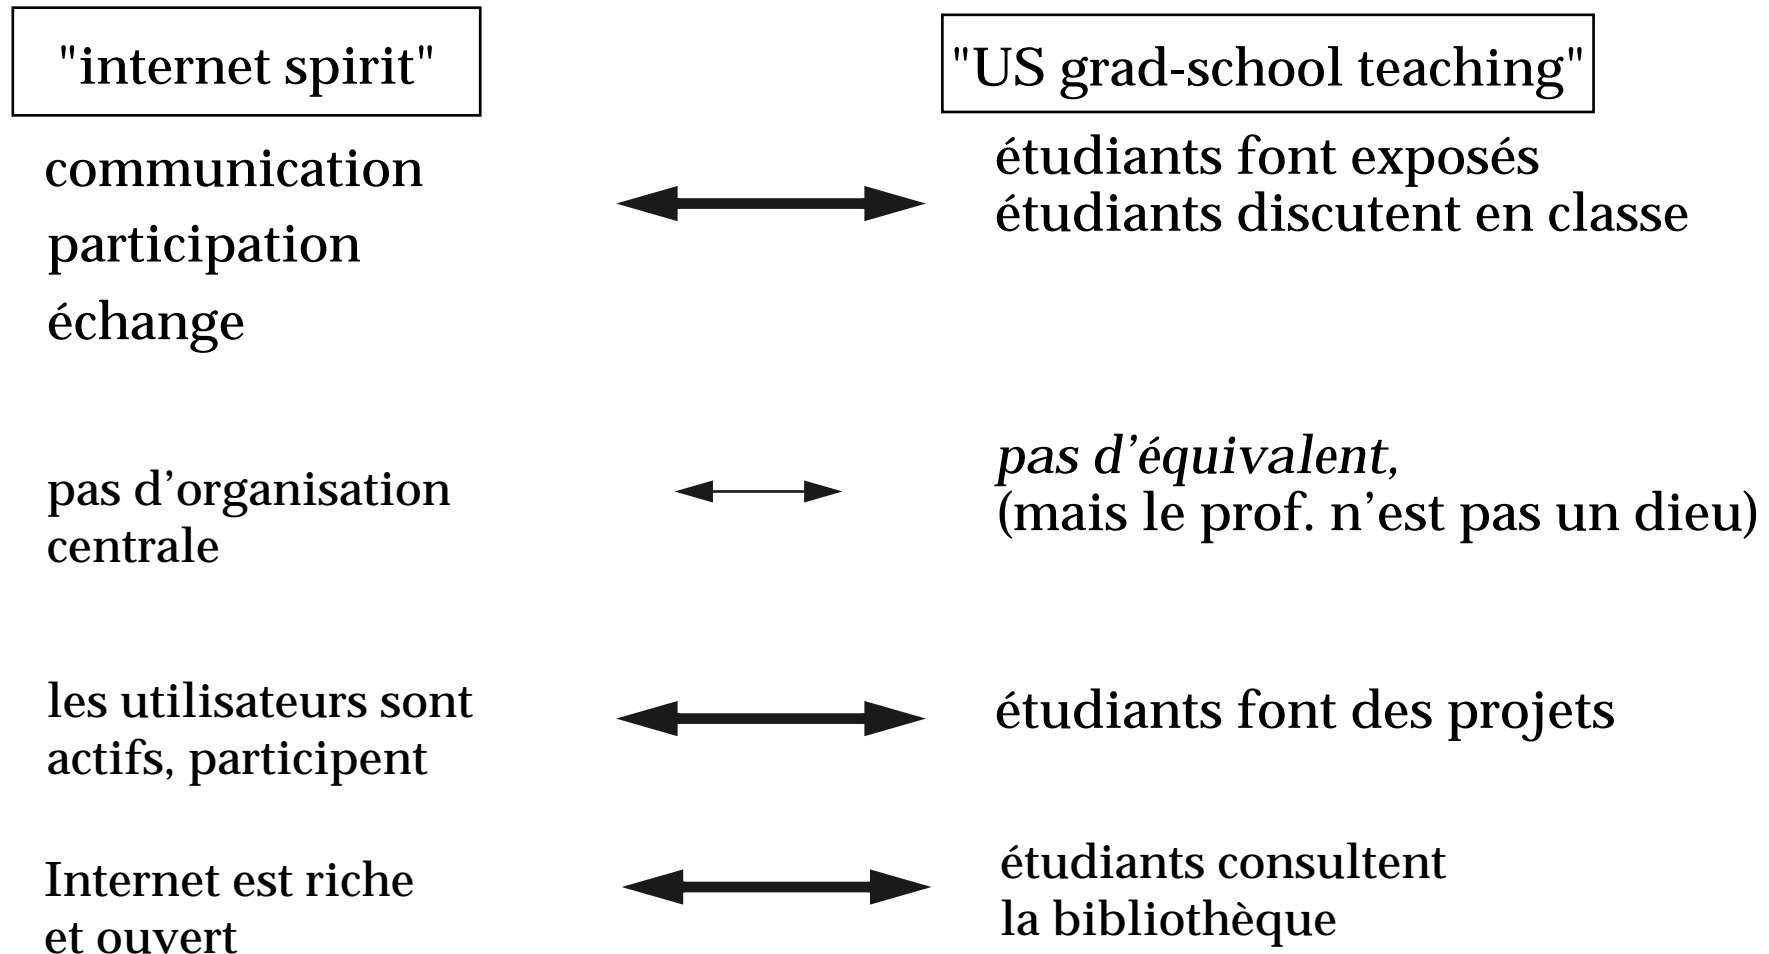 "internet spirit"
"US grad-school teaching"
communication
participation
échange
étudiants font exposés
étudiants discutent en classe
pas d’organisation
centrale
pas d’équivalent,
(mais le prof. n’est pas un dieu)
les utilisateurs sont
actifs, participent
étudiants font des projets
Internet est riche
et ouvert
étudiants consultent
la bibliothèque